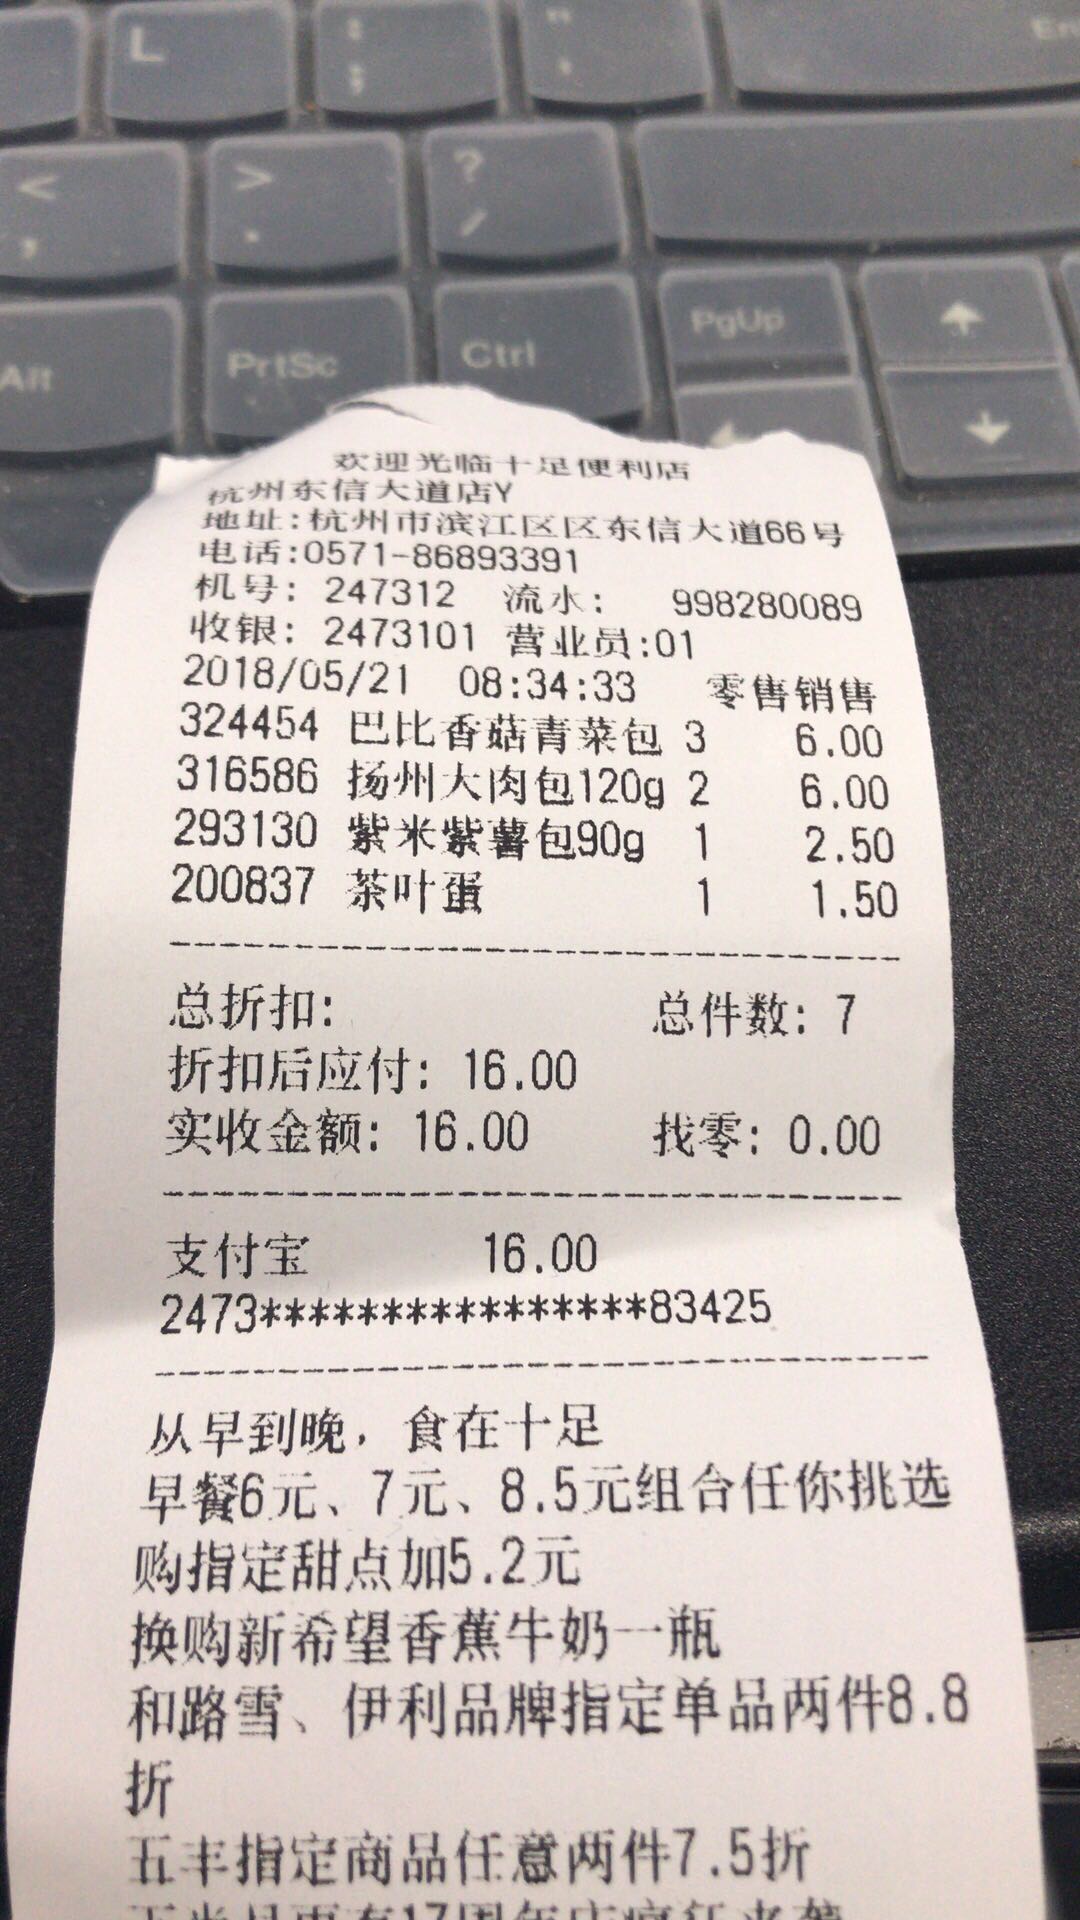 L
: ;
" '
En
< ,
> .
? /
Alt
PrtSc
Ctrl
PgUp
欢迎光临十足便利店
杭州东信大道店Y
地址:杭州市滨江区区东信大道66号
电话:0571-86893391
机号: 247312 流水: 998280089
收银: 2473101 营业员:01
2018/05/21 08:34:33 零售销售
324454 巴比香菇青菜包 3 6.00
316586 扬州大肉包120g 2 6.00
293130 紫米紫薯包90g 1 2.50
200837 茶叶蛋 1 1.50
总折扣: 总件数: 7
折扣后应付: 16.00
实收金额: 16.00 找零: 0.00
支付宝 16.00
2473****************83425
从早到晚，食在十足
早餐6元、7元、8.5元组合任你挑选
购指定甜点加5.2元
换购新希望香蕉牛奶一瓶
和路雪、伊利品牌指定单品两件8.8
折
五丰指定商品任意两件7.5折